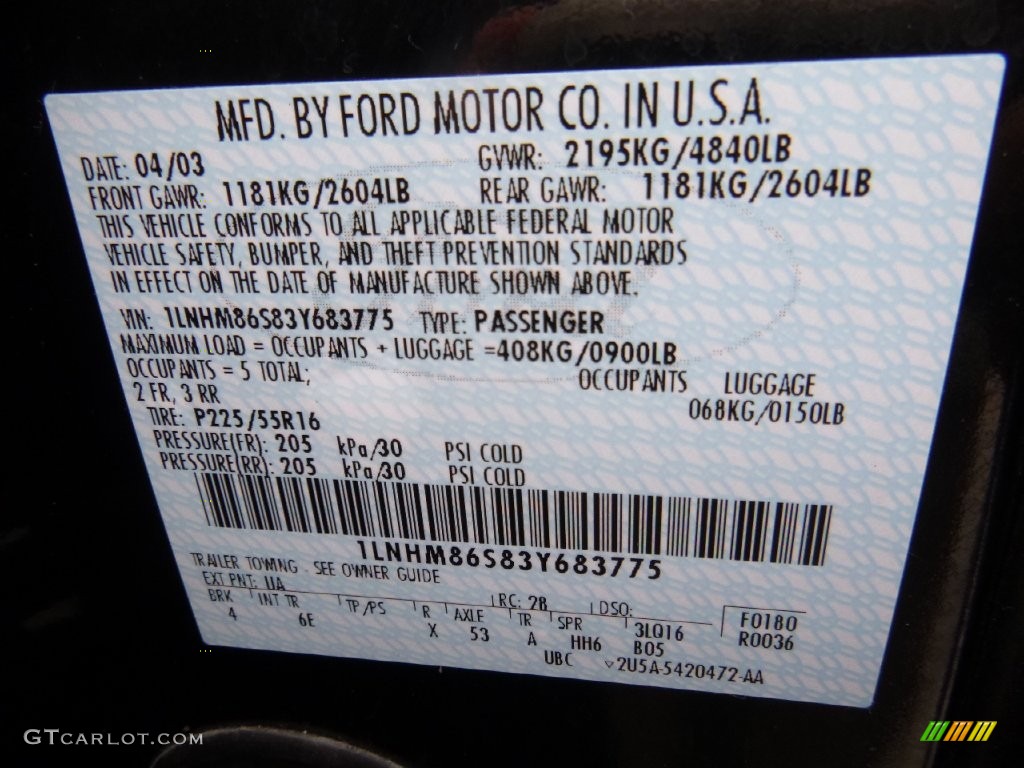 MFD. BY FORD MOTOR CO. IN U.S.A.
DATE: 04/03 GVWR: 2195KG/4840LB
FRONT GAWR: 1181KG/2604LB REAR GAWR: 1181KG/2604LB
THIS VEHICLE CONFORMS TO ALL APPLICABLE FEDERAL MOTOR
VEHICLE SAFETY, BUMPER, AND THEFT PREVENTION STANDARDS
IN EFFECT ON THE DATE OF MANUFACTURE SHOWN ABOVE.
VIN: 1LNHM86S83Y683775 TYPE: PASSENGER
MAXIMUM LOAD = OCCUPANTS + LUGGAGE =408KG/0900LB
OCCUPANTS = 5 TOTAL; OCCUPANTS LUGGAGE
2 FR, 3 RR 068KG/0150LB
TIRE: P225/55R16
PRESSURE(FR): 205 kPa/30 PSI COLD
PRESSURE(RR): 205 kPa/30 PSI COLD
1LNHM86S83Y683775
TRAILER TOWING - SEE OWNER GUIDE
EXT PNT: UA RC: 2B DSO: F0180
BRK INT TR TP/PS R AXLE TR SPR 3LQ16 R0036
4 6E X 53 A HH6 B05
UBC 2U5A-5420472-AA
GTCARLOT.COM